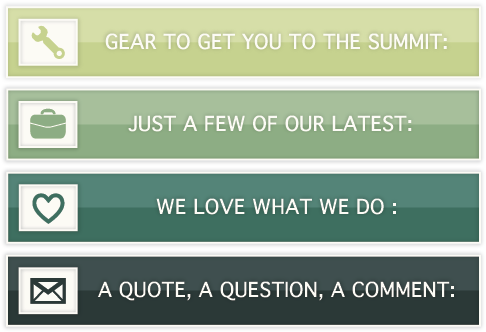 GEAR TO GET YOU TO THE SUMMIT:
JUST A FEW OF OUR LATEST:
WE LOVE WHAT WE DO :
A QUOTE, A QUESTION, A COMMENT: